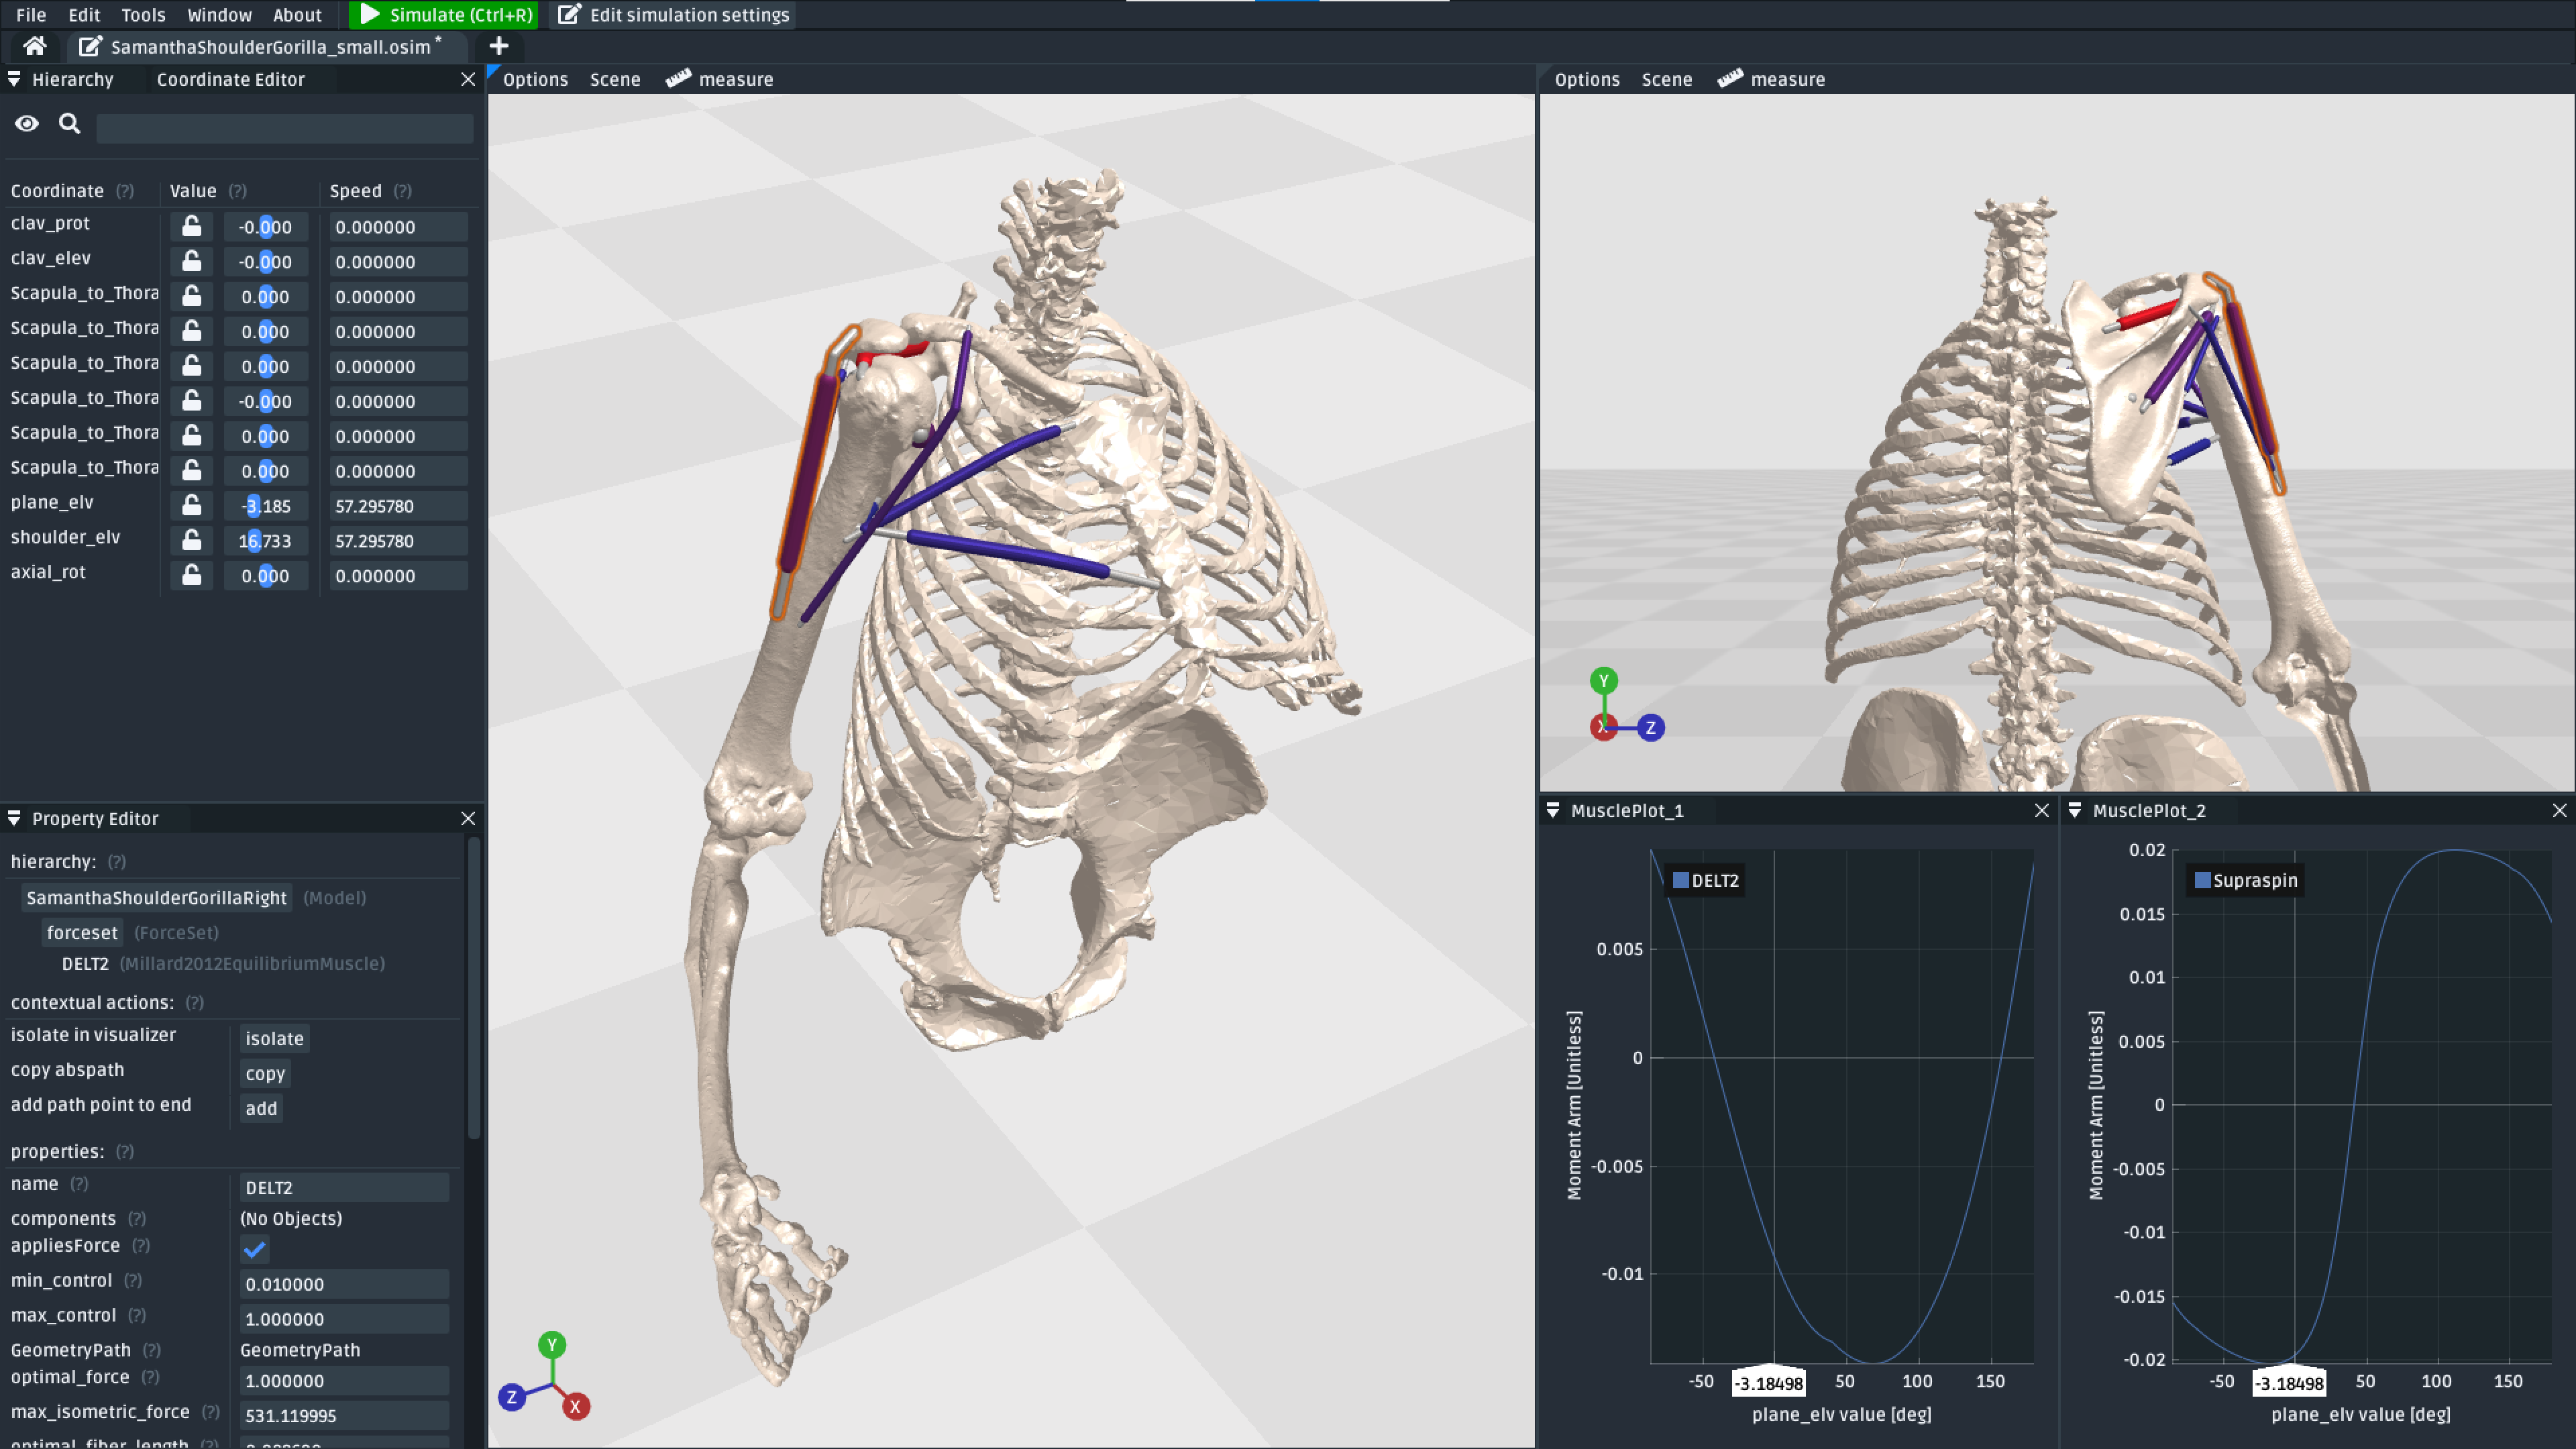 File Edit Tools Window About Simulate (Ctrl+R) Edit simulation settings
SamanthaShoulderGorilla_small.osim *
Hierarchy Coordinate Editor
Coordinate (?) Value (?) Speed (?)
clav_prot -0.000 0.000000
clav_elev -0.000 0.000000
Scapula_to_Thora 0.000 0.000000
Scapula_to_Thora 0.000 0.000000
Scapula_to_Thora 0.000 0.000000
Scapula_to_Thora -0.000 0.000000
Scapula_to_Thora 0.000 0.000000
Scapula_to_Thora 0.000 0.000000
plane_elv -3.185 57.295780
shoulder_elv 16.733 57.295780
axial_rot 0.000 0.000000
Property Editor
hierarchy: (?)
SamanthaShoulderGorillaRight (Model)
forceset (ForceSet)
DELT2 (Millard2012EquilibriumMuscle)
contextual actions: (?)
isolate in visualizer isolate
copy abspath copy
add path point to end add
properties: (?)
name (?) DELT2
components (?) (No Objects)
appliesForce (?)
min_control (?) 0.010000
max_control (?) 1.000000
GeometryPath (?) GeometryPath
optimal_force (?) 1.000000
max_isometric_force (?) 531.119995
optimal_fiber_length (?)
Options Scene measure
Y
Z
X
Options Scene measure
Y
X Z
MusclePlot_1
DELT2
0.005
0
-0.005
-0.01
Moment Arm [Unitless]
-50 -3.18498 50 100 150
plane_elv value [deg]
MusclePlot_2
Supraspin
0.02
0.015
0.01
0.005
0
-0.005
-0.01
-0.015
-0.02
Moment Arm [Unitless]
-50 -3.18498 50 100 150
plane_elv value [deg]